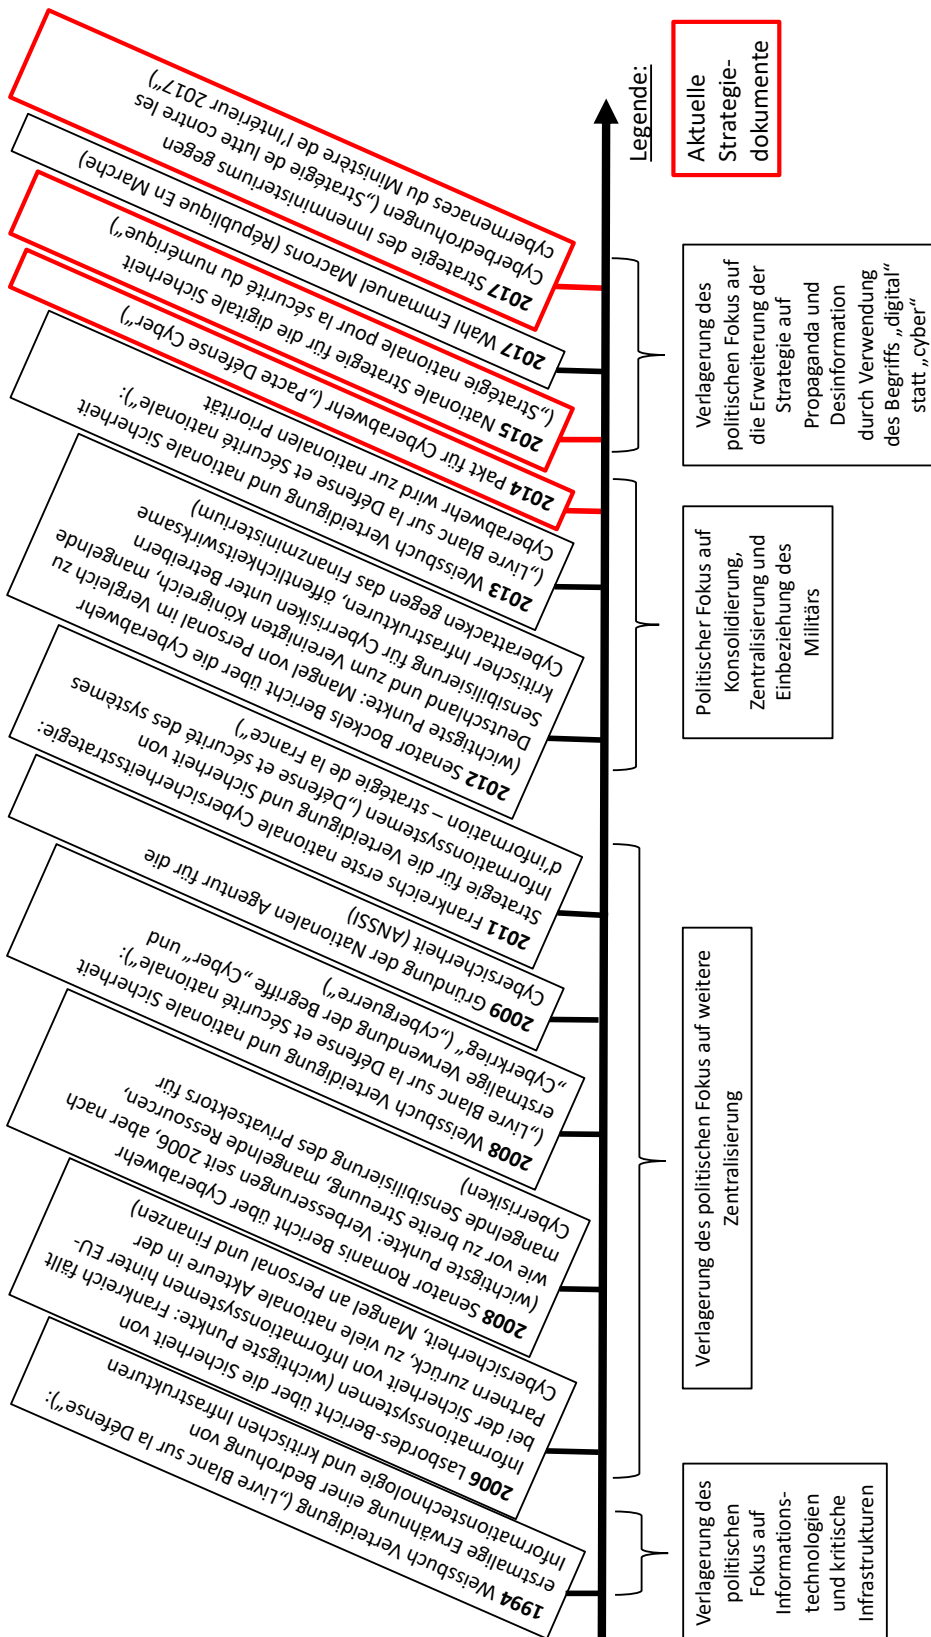 1994 Weissbuch Verteidigung („Livre Blanc sur la Défense“):
erstmalige Erwähnung einer Bedrohung von
Informationstechnologie und kritischen Infrastrukturen
2006 Lasbordes-Bericht über die Sicherheit von
Informationssystemen (wichtigste Punkte: Frankreich fällt
bei der Sicherheit von Informationssystemen hinter EU-
Partnern zurück, zu viele nationale Akteure in der
Cybersicherheit, Mangel an Personal und Finanzen)
2008 Senator Romanis Bericht über Cyberabwehr
(wichtigste Punkte: Verbesserungen seit 2006, aber nach
wie vor zu breite Streuung, mangelnde Ressourcen,
mangelnde Sensibilisierung des Privatsektors für
Cyberrisiken)
2008 Weissbuch Verteidigung und nationale Sicherheit
(„Livre Blanc sur la Défense et Sécurité nationale“):
erstmalige Verwendung der Begriffe „Cyber“ und
„Cyberkrieg“ („cyberguerre“)
2009 Gründung der Nationalen Agentur für die
Cybersicherheit (ANSSI)
2011 Frankreichs erste nationale Cybersicherheitsstrategie:
Strategie für die Verteidigung und Sicherheit von
Informationssystemen („Défense et sécurité des systèmes
d'information – stratégie de la France“)
2012 Senator Bockels Bericht über die Cyberabwehr
(wichtigste Punkte: Mangel von Personal im Vergleich zu
Deutschland und zum Vereinigten Königreich, mangelnde
Sensibilisierung für Cyberrisiken unter Betreibern
kritischer Infrastrukturen, öffentlichkeitswirksame
Cyberattacken gegen das Finanzministerium)
2013 Weissbuch Verteidigung und nationale Sicherheit
(„Livre Blanc sur la Défense et Sécurité nationale“):
Cyberabwehr wird zur nationalen Priorität
2014 Pakt für Cyberabwehr („Pacte Défense Cyber“)
2015 Nationale Strategie für die digitale Sicherheit
(„Stratégie nationale pour la sécurité du numérique“
2017 Wahl Emmanuel Macrons (République En Marche)
2017 Strategie des Innenministeriums gegen
Cyberbedrohungen („Stratégie de lutte contre les
cybermenaces du Ministère de l'Intérieur 2017“)
Verlagerung des
politischen
Fokus auf
Informations-
technologien
und kritische
Infrastrukturen
Verlagerung des politischen Fokus auf weitere
Zentralisierung
Politischer Fokus auf
Konsolidierung,
Zentralisierung und
Einbeziehung des
Militärs
Verlagerung des
politischen Fokus auf
die Erweiterung der
Strategie auf
Propaganda und
Desinformation
durch Verwendung
des Begriffs „digital“
statt „cyber“
Legende:
Aktuelle
Strategie-
dokumente